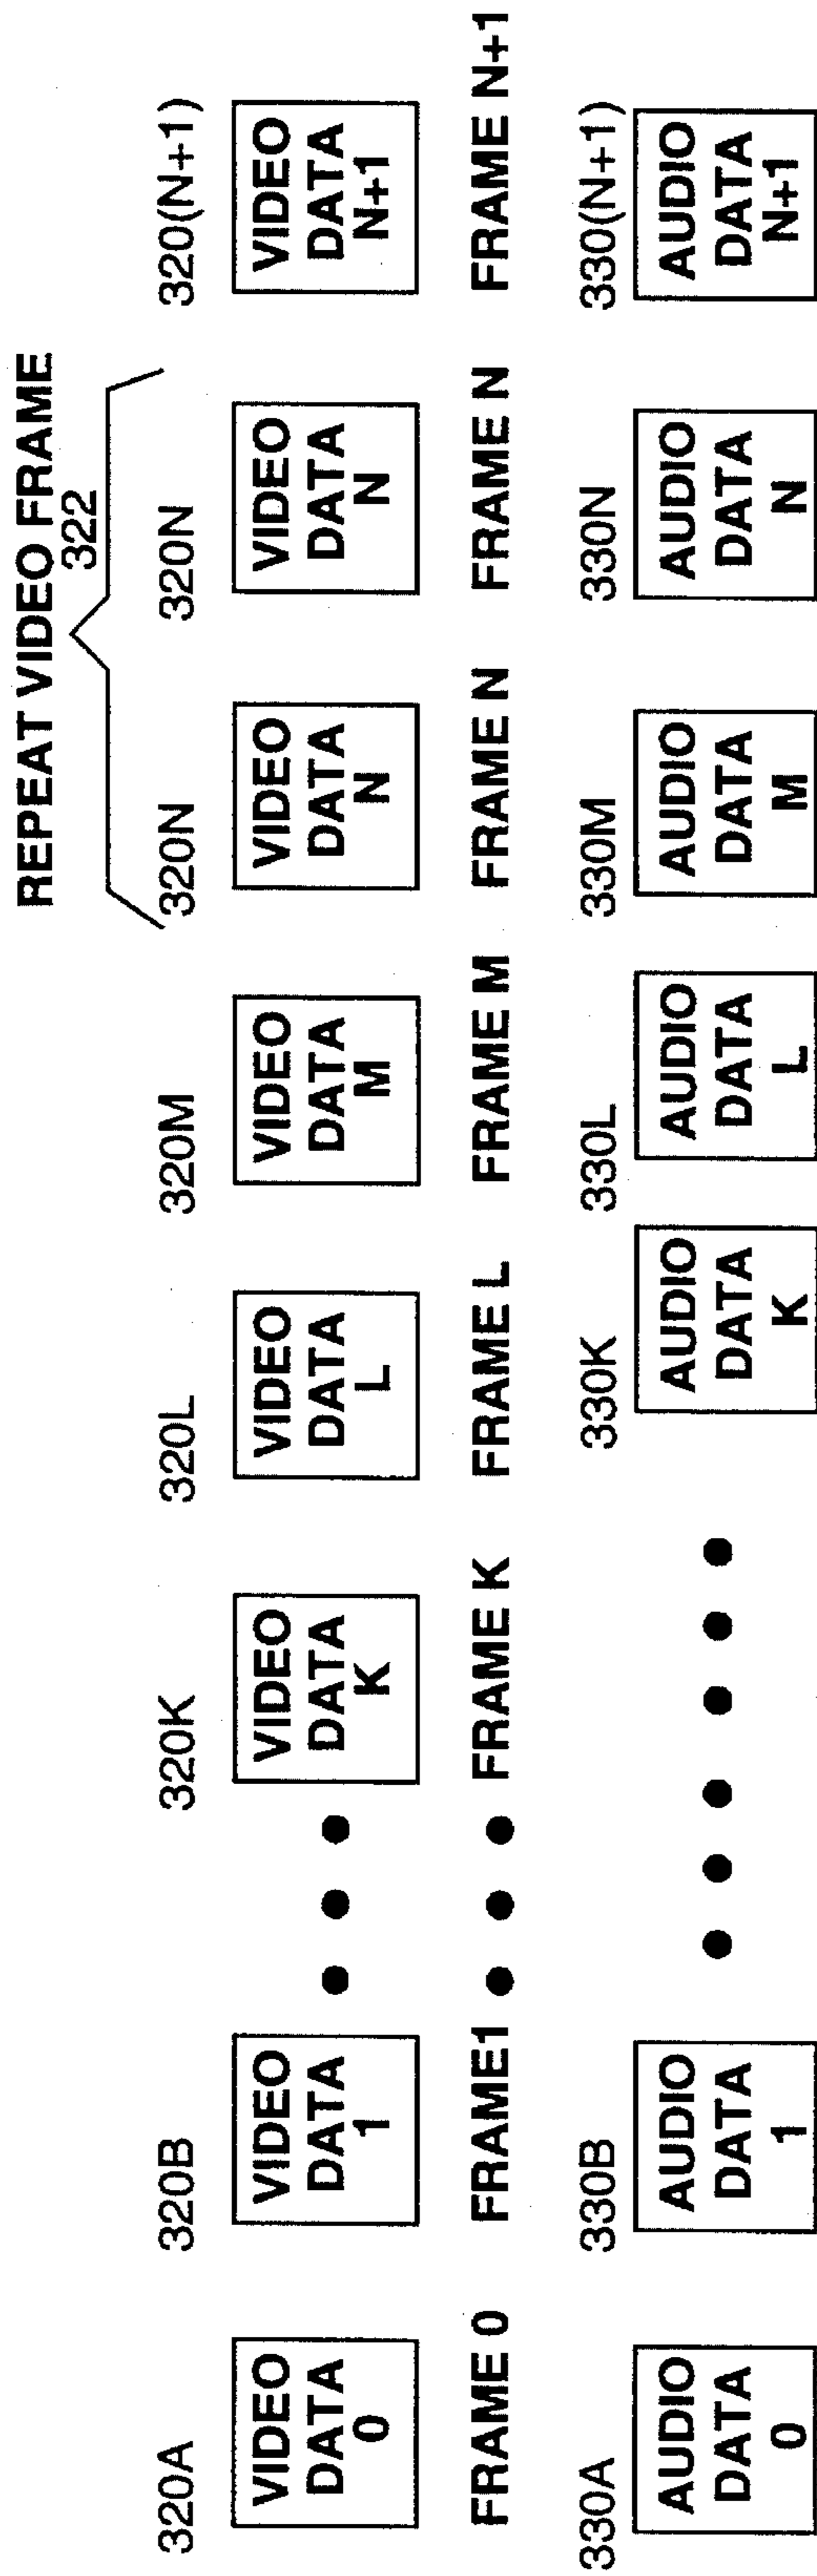 REPEAT VIDEO FRAME
322
320A 320B 320K 320L 320M 320N 320N 320(N+1)
VIDEO DATA 0
VIDEO DATA 1
VIDEO DATA K
VIDEO DATA L
VIDEO DATA M
VIDEO DATA N
VIDEO DATA N
VIDEO DATA N+1
FRAME 0 FRAME1 FRAME K FRAME L FRAME M FRAME N FRAME N FRAME N+1
330A 330B 330K 330L 330M 330N 330(N+1)
AUDIO DATA 0
AUDIO DATA 1
AUDIO DATA K
AUDIO DATA L
AUDIO DATA M
AUDIO DATA N
AUDIO DATA N+1